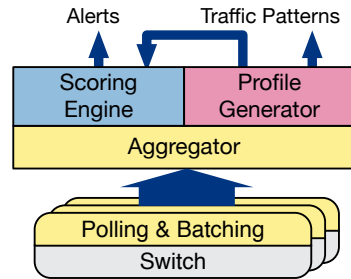 Alerts
Traffic Patterns
Scoring
Engine
Profile
Generator
Aggregator
Polling & Batching
Switch